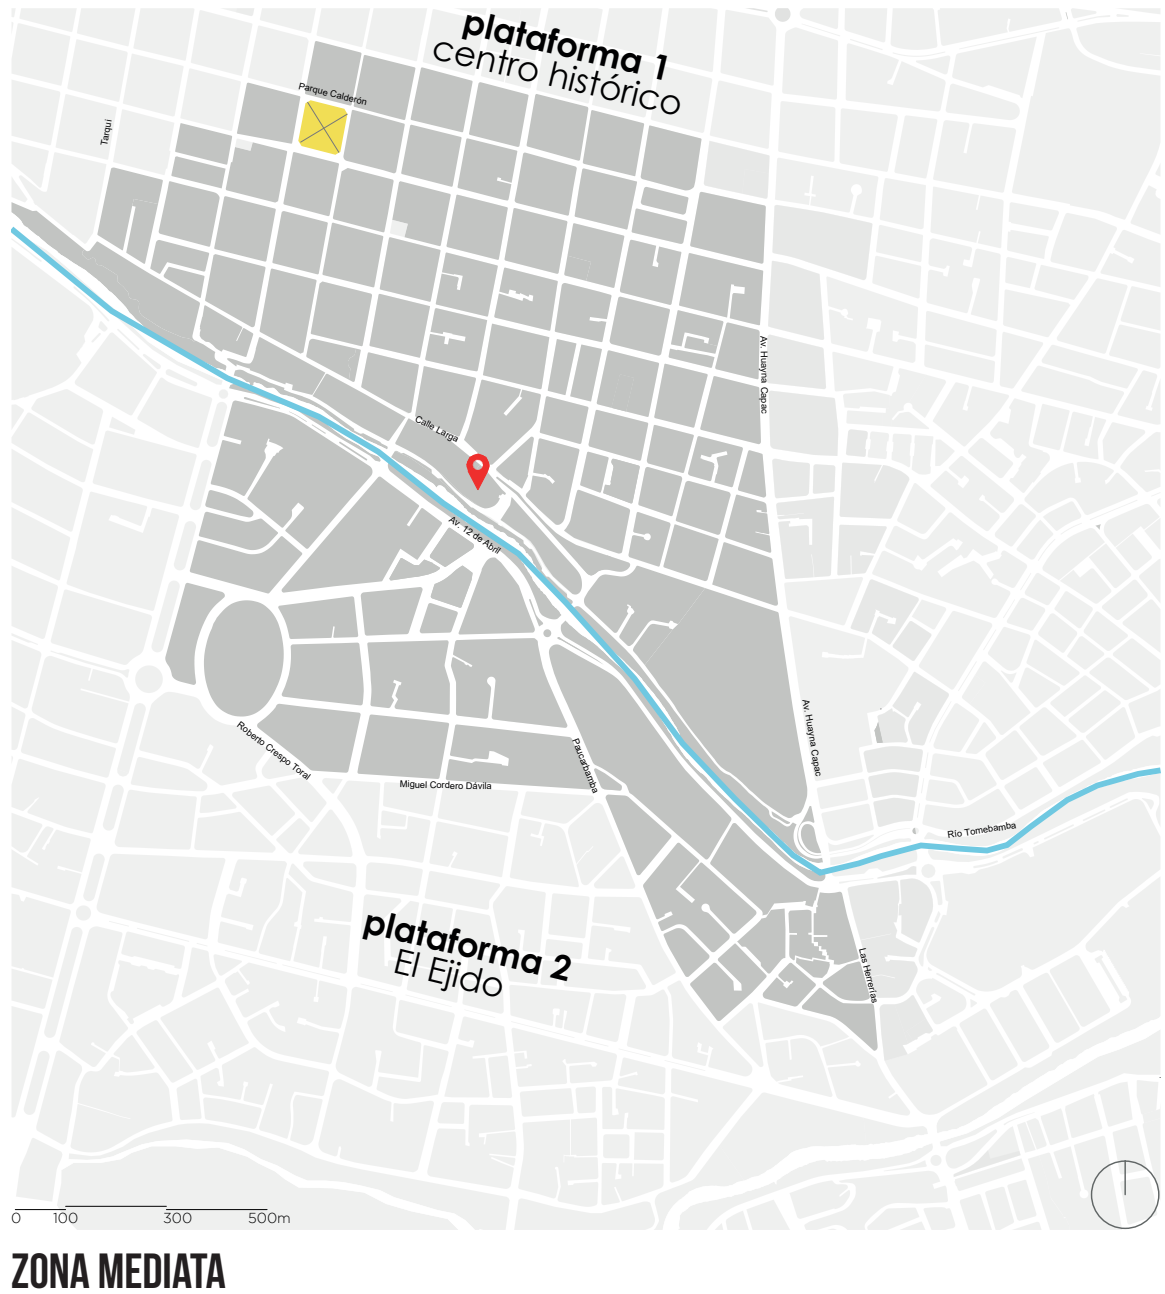 plataforma 1
centro histórico
Parque Calderón
Tarqui
Av. Huayna Capac
Calle Larga
Av. 12 de Abril
Av. Huayna Capac
Roberto Crespo Toral
Paucarbamba
Miguel Cordero Dávila
Río Tomebamba
plataforma 2
El Ejido
Las Herrerías
0 100 300 500m
ZONA MEDIATA